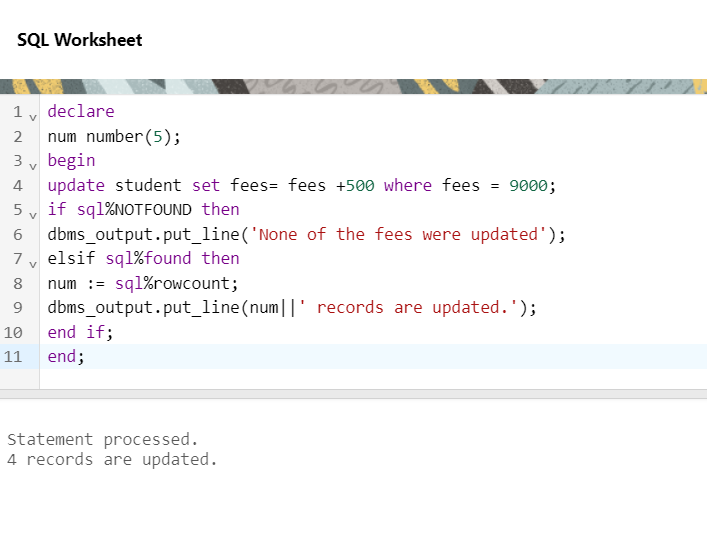 SQL Worksheet
1 declare
2 num number(5);
3 begin
4 update student set fees= fees +500 where fees = 9000;
5 if sql%NOTFOUND then
6 dbms_output.put_line('None of the fees were updated');
7 elsif sql%found then
8 num := sql%rowcount;
9 dbms_output.put_line(num||' records are updated.');
10 end if;
11 end;
Statement processed.
4 records are updated.